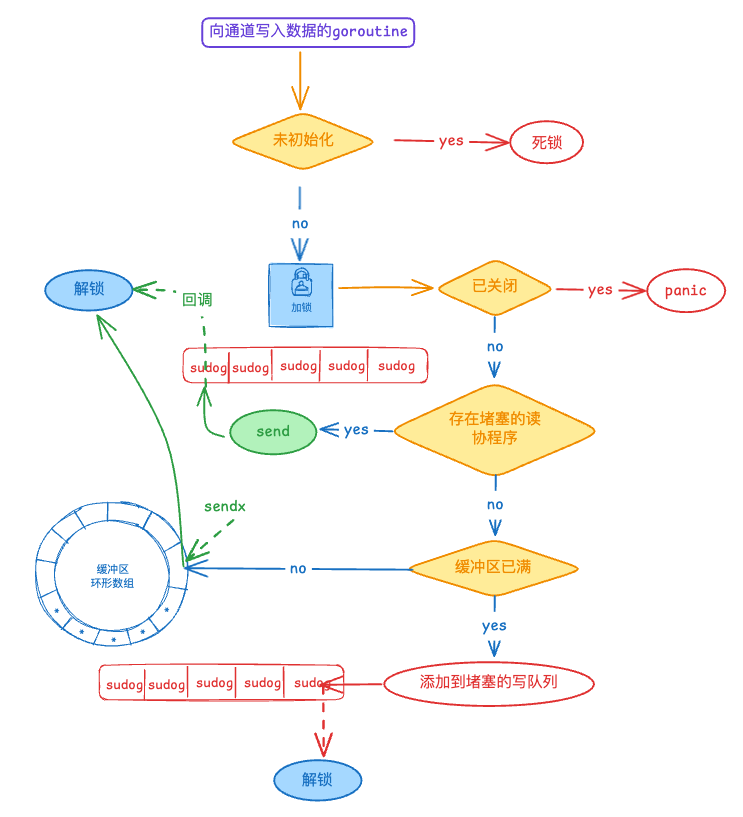 向通道写入数据的goroutine
未初始化
yes
死锁
no
加锁
已关闭
yes
panic
解锁
回调
no
sudog
sudog
sudog
sudog
sudog
存在堵塞的读
协程序
yes
send
no
sendx
缓冲区已满
no
缓冲区
环形数组
*
*
*
*
*
yes
添加到堵塞的写队列
sudog
sudog
sudog
sudog
sudog
解锁